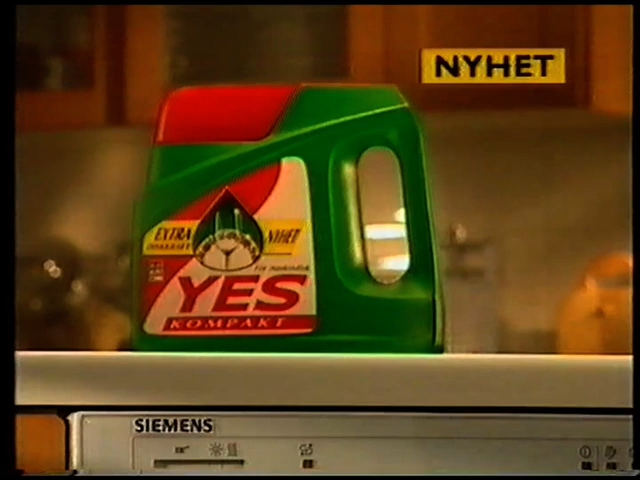 NYHET
EXTRA
NYHET
YES
KOMPAKT
SIEMENS